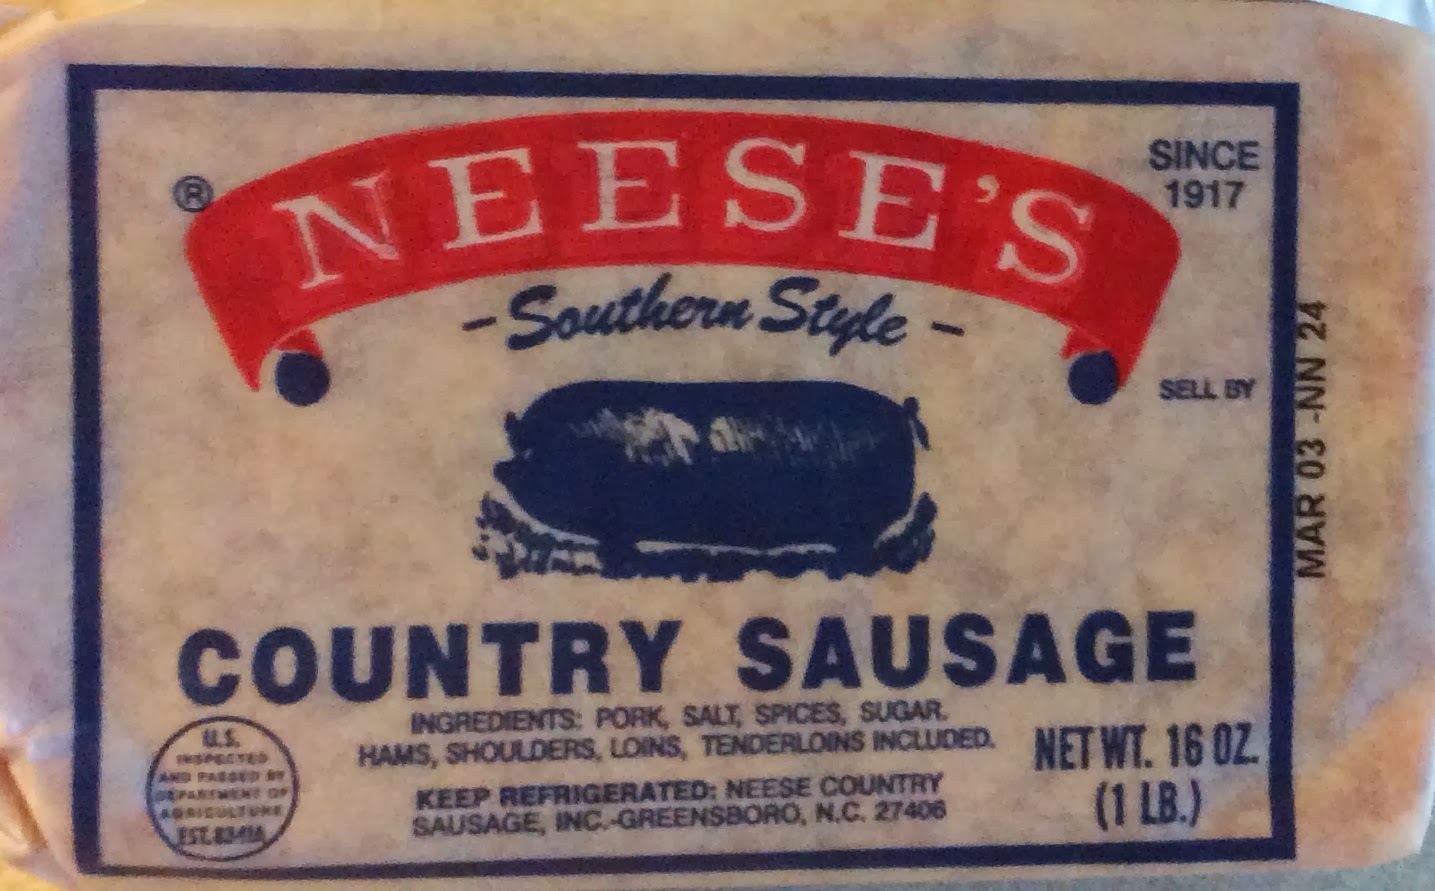 ®
NEESE'S
SINCE
1917
- Southern Style -
SELL BY
MAR 03 -NN 24
COUNTRY SAUSAGE
INGREDIENTS: PORK, SALT, SPICES, SUGAR.
HAMS, SHOULDERS, LOINS, TENDERLOINS INCLUDED.
KEEP REFRIGERATED: NEESE COUNTRY
SAUSAGE, INC.-GREENSBORO, N.C. 27406
NET WT. 16 OZ.
(1 LB.)
U.S.
INSPECTED
AND PASSED BY
DEPARTMENT OF
AGRICULTURE
EST.